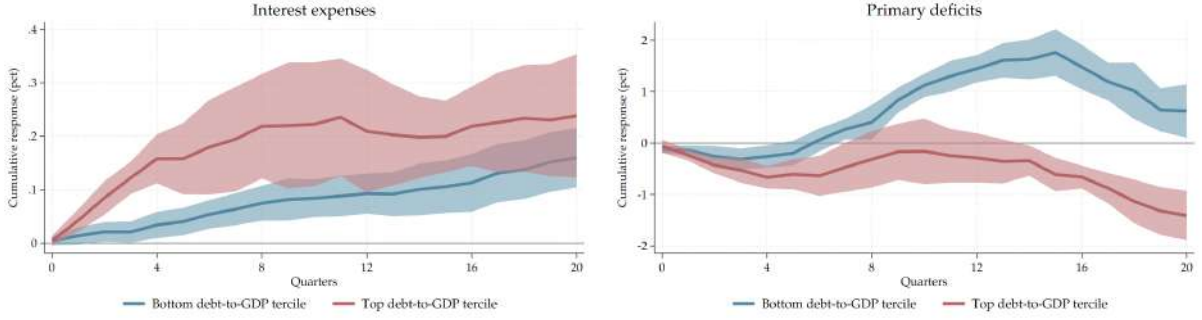 Interest expenses
Cumulative response (pct)
.4
.3
.2
.1
0
0 4 8 12 16 20
Quarters
Bottom debt-to-GDP tercile Top debt-to-GDP tercile
Primary deficits
Cumulative response (pct)
2
1
0
-1
-2
0 4 8 12 16 20
Quarters
Bottom debt-to-GDP tercile Top debt-to-GDP tercile